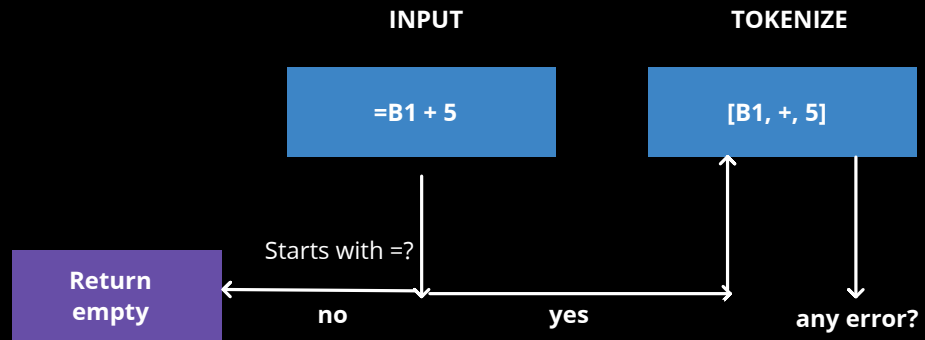 INPUT
TOKENIZE
=B1 + 5
[B1, +, 5]
Starts with =?
Return
empty
no
yes
any error?